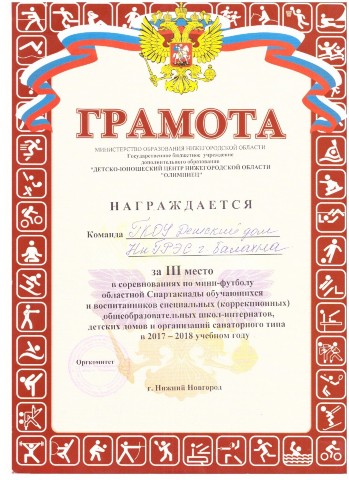 ГРАМОТА
МИНИСТЕРСТВО ОБРАЗОВАНИЯ НИЖЕГОРОДСКОЙ ОБЛАСТИ
Государственное бюджетное учреждение
дополнительного образования
"ДЕТСКО-ЮНОШЕСКИЙ ЦЕНТР НИЖЕГОРОДСКОЙ ОБЛАСТИ
"ОЛИМПИЕЦ"
НАГРАЖДАЕТСЯ
Команда ГКОУ Детский дом
НиГРЭС г. Балахна
за III место
в соревнованиях по мини-футболу
областной Спартакиады обучающихся
и воспитанников специальных (коррекционных)
общеобразовательных школ-интернатов,
детских домов и организаций санаторного типа
в 2017 – 2018 учебном году
Оргкомитет
г. Нижний Новгород